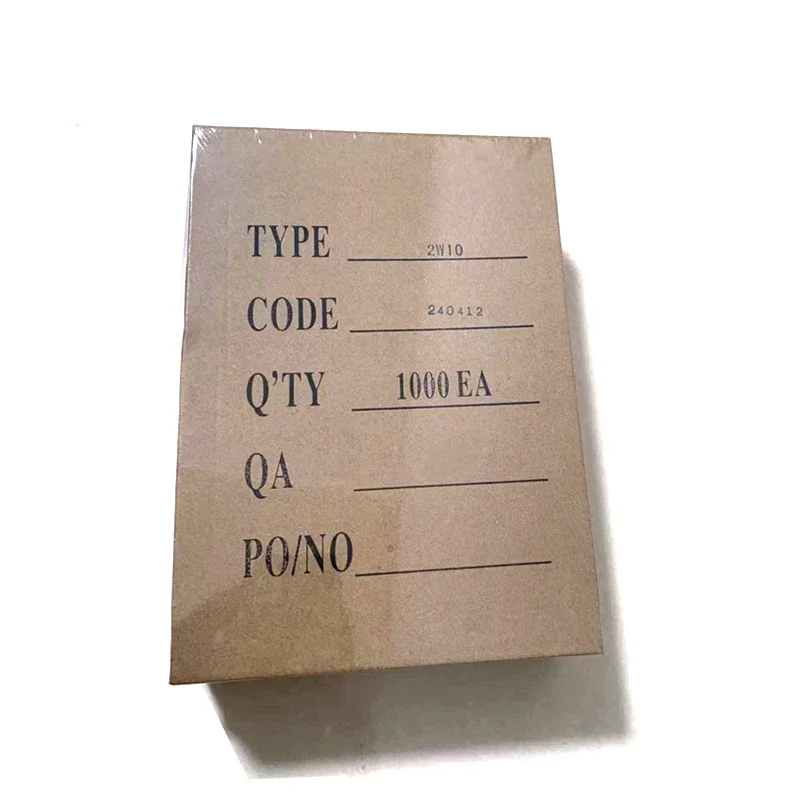 TYPE 2W10
CODE 240412
Q'TY 1000 EA
QA
PO/NO